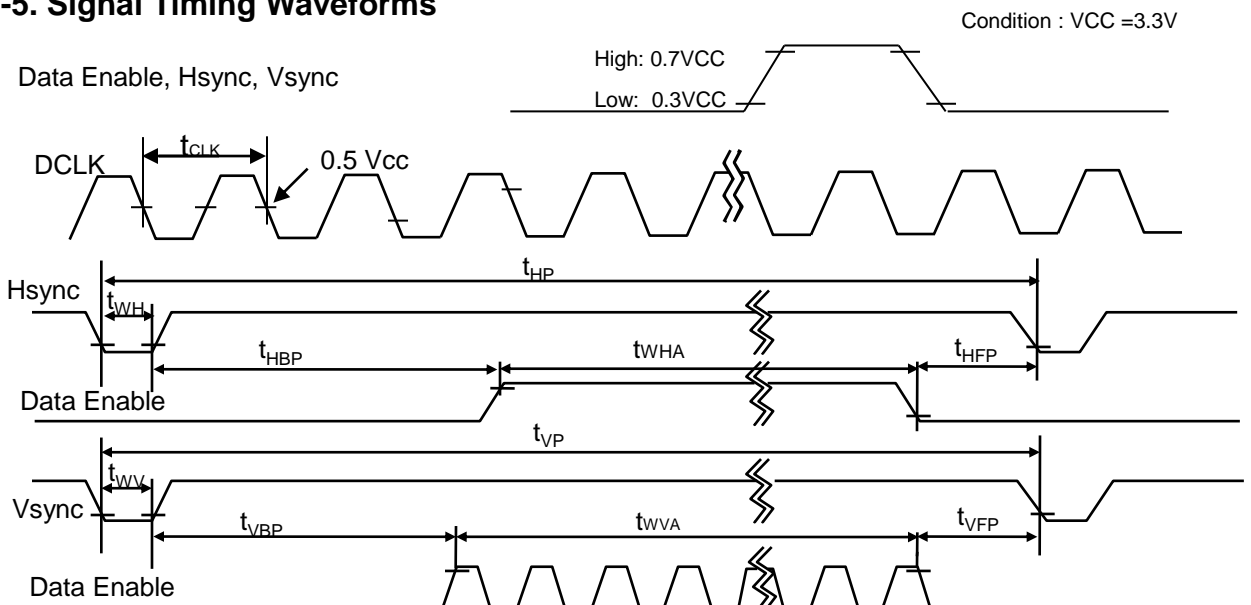 -5. Signal Timing Waveforms
Condition : VCC =3.3V
High: 0.7VCC
Data Enable, Hsync, Vsync
Low: 0.3VCC
tCLK
DCLK
0.5 Vcc
tHP
Hsync
tWH
tHBP
tWHA
tHFP
Data Enable
tVP
tWV
Vsync
tVBP
tWVA
tVFP
Data Enable